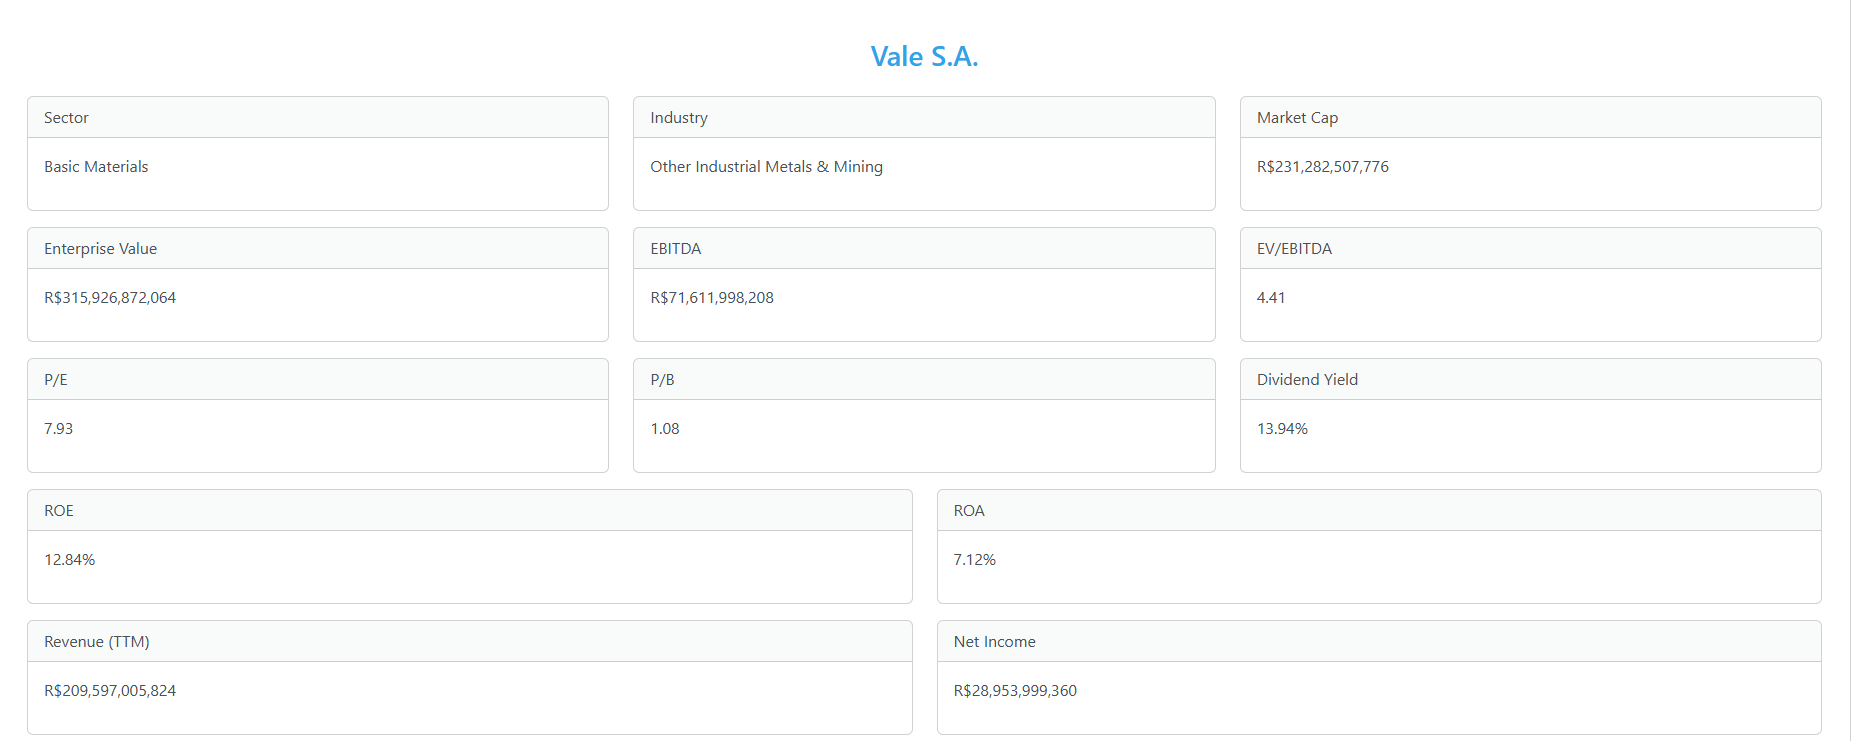 Vale S.A.
Sector
Industry
Market Cap
Basic Materials
Other Industrial Metals & Mining
R$231,282,507,776
Enterprise Value
EBITDA
EV/EBITDA
R$315,926,872,064
R$71,611,998,208
4.41
P/E
P/B
Dividend Yield
7.93
1.08
13.94%
ROE
ROA
12.84%
7.12%
Revenue (TTM)
Net Income
R$209,597,005,824
R$28,953,999,360